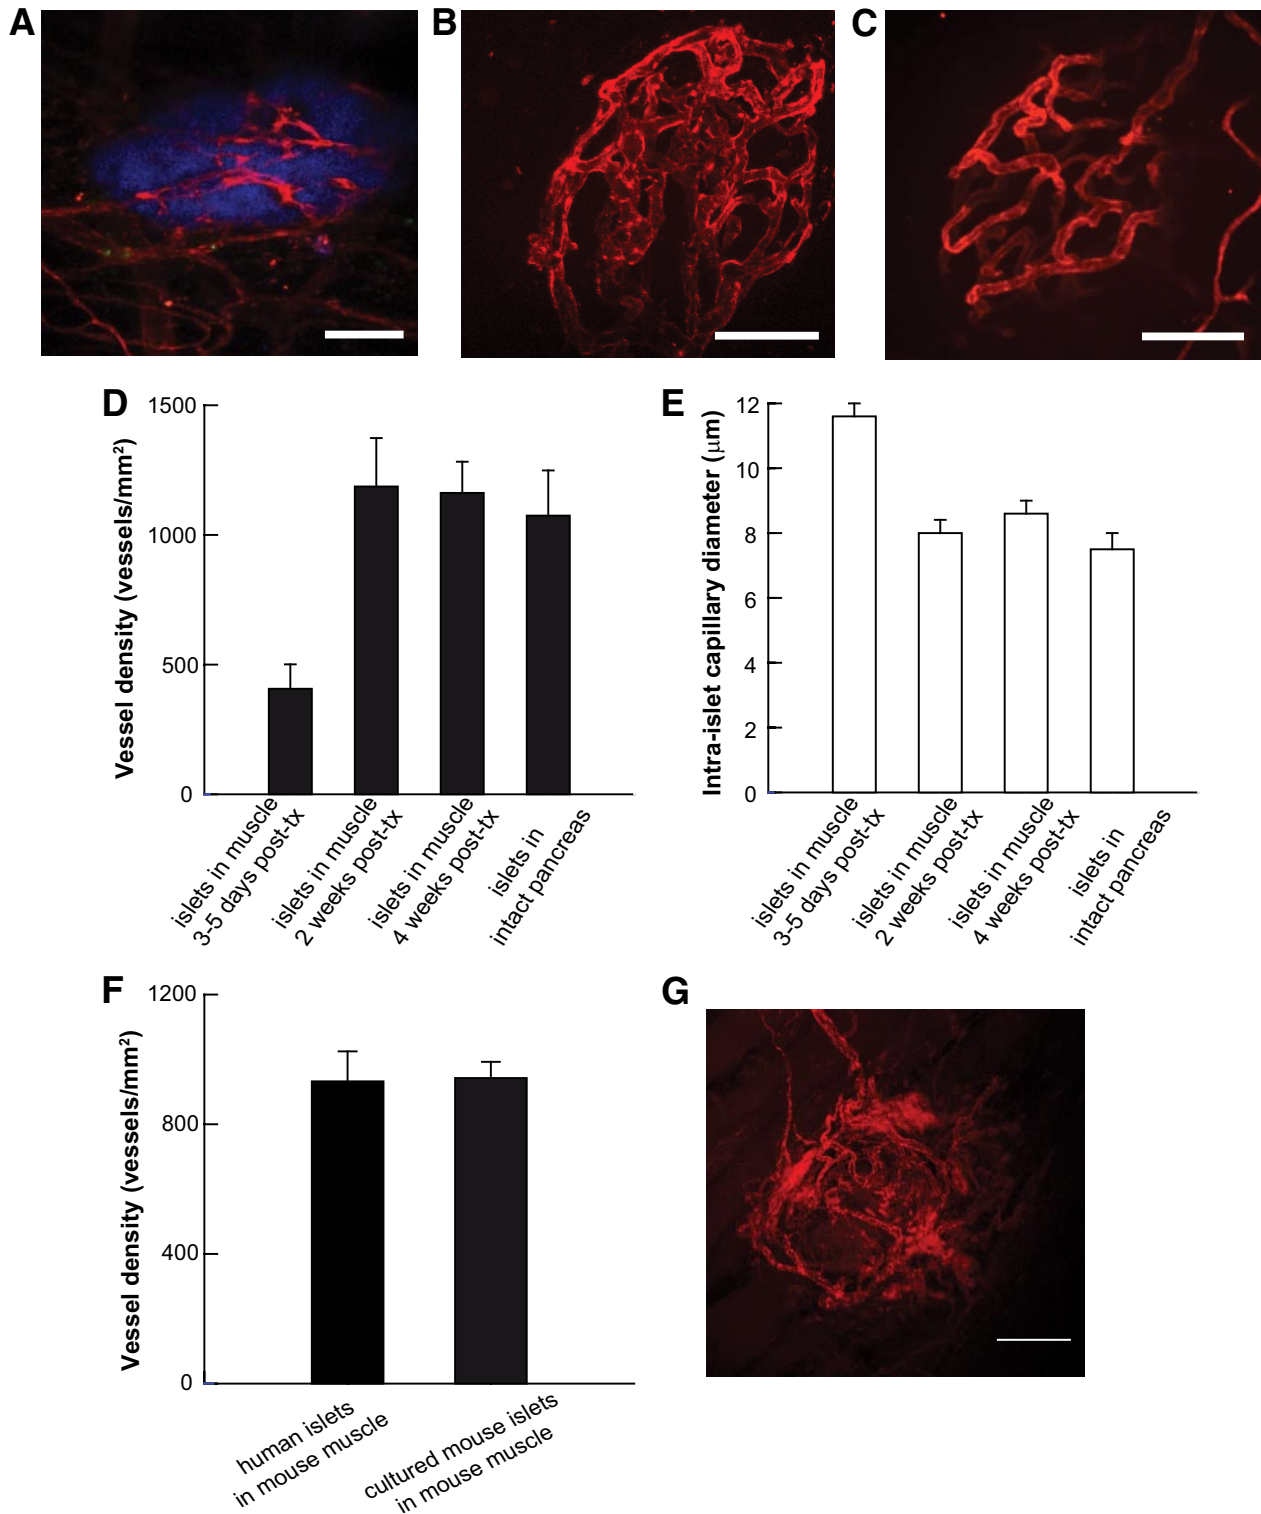 A
B
C
D
Vessel density (vessels/mm²)
1500
1000
500
0
islets in muscle
3-5 days post-tx
islets in muscle
2 weeks post-tx
islets in muscle
4 weeks post-tx
islets in
intact pancreas
E
Intra-islet capillary diameter (μm)
12
10
8
6
4
2
0
islets in muscle
3-5 days post-tx
islets in muscle
2 weeks post-tx
islets in muscle
4 weeks post-tx
islets in
intact pancreas
F
Vessel density (vessels/mm²)
1200
800
400
0
human islets
in mouse muscle
cultured mouse islets
in mouse muscle
G